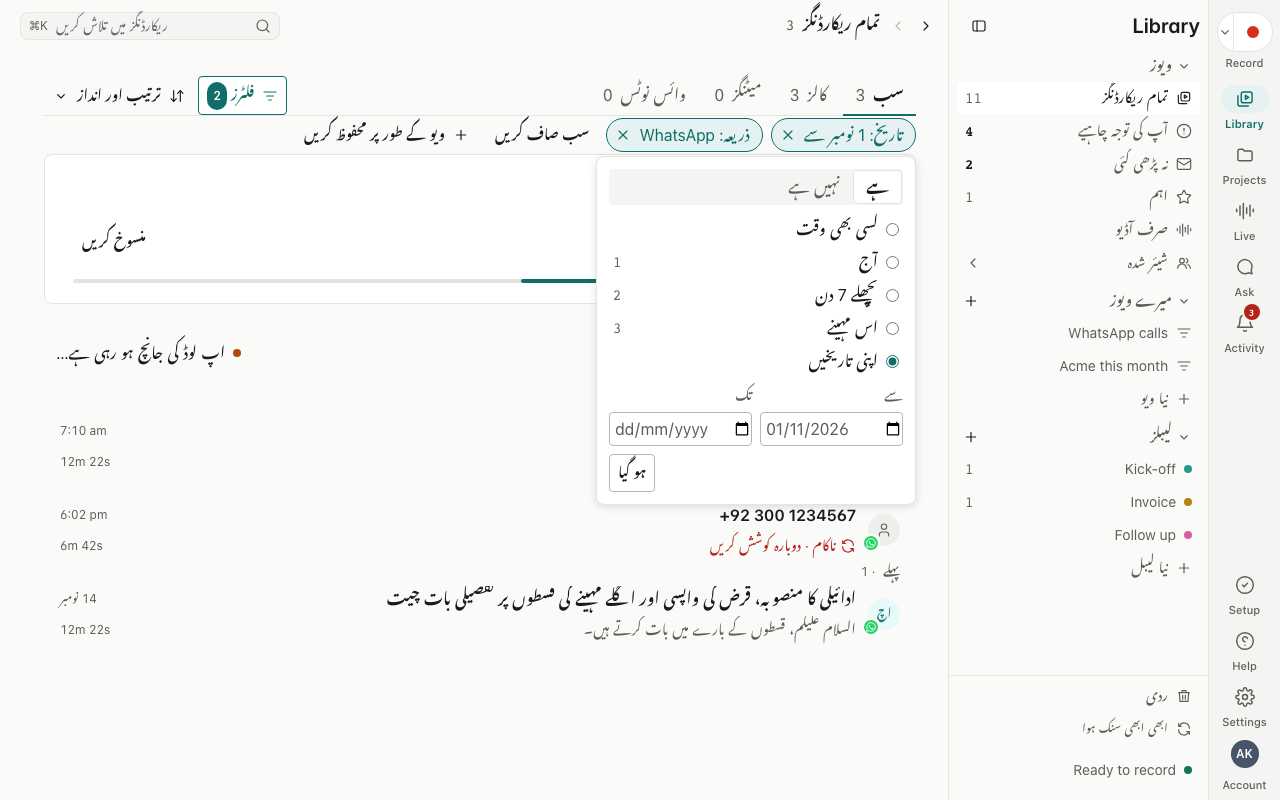 Record
Library
Projects
Live
Ask
3
Activity
Setup
Help
Settings
AK
Account
Library
ویوز
تمام ریکارڈنگز 11
آپ کی توجہ چاہیے 4
نہ پڑھی گئی 2
اہم 1
صرف آڈیو
شیئر شدہ
میرے ویوز
WhatsApp calls
Acme this month
نیا ویو
لیبلز
Kick-off 1
Invoice 1
Follow up
نیا لیبل
ردی
ابھی ابھی سنک ہوا
Ready to record
تمام ریکارڈنگز 3
ریکارڈنگز میں تلاش کریں ⌘K
سب 3 کالز 3 میٹنگز 0 وائس نوٹس 0
فلٹرز 2
ترتیب اور انداز
تاریخ: 1 نومبر سے
ذریعہ: WhatsApp
سب صاف کریں
ویو کے طور پر محفوظ کریں
ہے نہیں ہے
کسی بھی وقت
آج 1
پچھلے 7 دن 2
اس مہینے 3
اپنی تاریخیں
سے تک
01/11/2026 dd/mm/yyyy
ہو گیا
منسوخ کریں
اپ لوڈ کی جانچ ہو رہی ہے...
7:10 am
12m 22s
+92 300 1234567 6:02 pm
ناکام · دوبارہ کوشش کریں 6m 42s
پہلے · 1
اچ
ادائیگی کا منصوبہ، قرض کی واپسی اور اگلے مہینے کی قسطوں پر تفصیلی بات چیت 14 نومبر
السلام علیکم، قسطوں کے بارے میں بات کرتے ہیں۔ 12m 22s